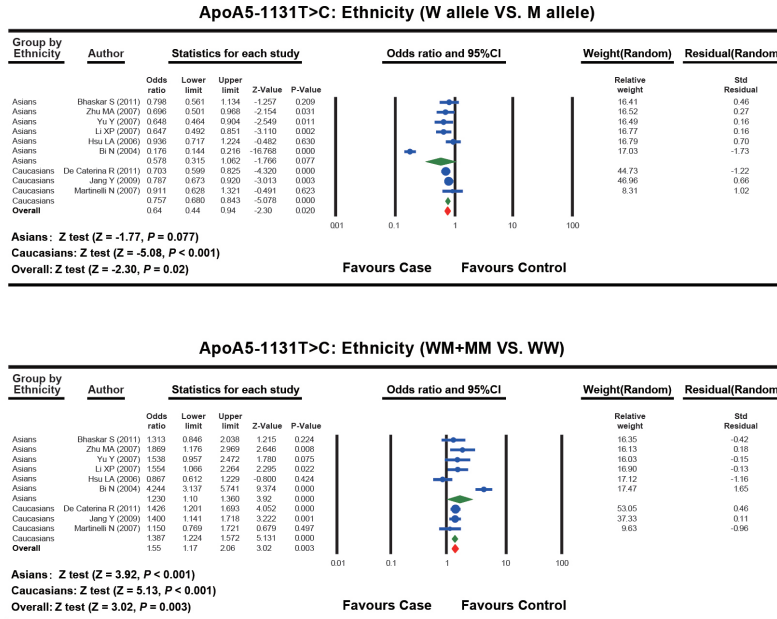 ApoA5-1131T>C: Ethnicity (W allele VS. M allele)
Group by Ethnicity Author Statistics for each study Odds ratio and 95%CI Weight(Random) Residual(Random
Odds ratio Lower limit Upper limit Z-Value P-Value Relative weight Std Residual
Asians Bhaskar S (2011) 0.798 0.561 1.134 -1.257 0.209 16.41 0.46
Asians Zhu MA (2007) 0.696 0.501 0.968 -2.154 0.031 16.52 0.27
Asians Yu Y (2007) 0.648 0.464 0.904 -2.549 0.011 16.49 0.16
Asians Li XP (2007) 0.647 0.492 0.851 -3.110 0.002 16.77 0.16
Asians Hsu LA (2006) 0.936 0.717 1.224 -0.482 0.630 16.79 0.70
Asians Bi N (2004) 0.176 0.144 0.216 -16.768 0.000 17.03 -1.73
Asians 0.578 0.315 1.062 -1.766 0.077
Caucasians De Caterina R (2011) 0.703 0.599 0.825 -4.320 0.000 44.73 -1.22
Caucasians Jang Y (2009) 0.787 0.673 0.920 -3.013 0.003 46.96 0.66
Caucasians Martinelli N (2007) 0.911 0.628 1.321 -0.491 0.623 8.31 1.02
Caucasians 0.757 0.680 0.843 -5.078 0.000
Overall 0.64 0.44 0.94 -2.30 0.020
001 0.1 1 10 100
Asians: Z test (Z = -1.77, P = 0.077)
Caucasians: Z test (Z = -5.08, P < 0.001)
Overall: Z test (Z = -2.30, P = 0.02)
Favours Case Favours Control
ApoA5-1131T>C: Ethnicity (WM+MM VS. WW)
Group by Ethnicity Author Statistics for each study Odds ratio and 95%CI Weight(Random) Residual(Random
Odds ratio Lower limit Upper limit Z-Value P-Value Relative weight Std Residual
Asians Bhaskar S (2011) 1.313 0.846 2.038 1.215 0.224 16.35 -0.42
Asians Zhu MA (2007) 1.869 1.176 2.969 2.646 0.008 16.13 0.18
Asians Yu Y (2007) 1.538 0.957 2.472 1.780 0.075 16.03 -0.15
Asians Li XP (2007) 1.554 1.066 2.264 2.295 0.022 16.90 -0.13
Asians Hsu LA (2006) 0.867 0.612 1.229 -0.800 0.424 17.12 -1.16
Asians Bi N (2004) 4.244 3.137 5.741 9.374 0.000 17.47 1.65
Asians 1.230 1.10 1.360 3.92 0.000
Caucasians De Caterina R (2011) 1.426 1.201 1.693 4.052 0.000 53.05 0.46
Caucasians Jang Y (2009) 1.400 1.141 1.718 3.222 0.001 37.33 0.11
Caucasians Martinelli N (2007) 1.150 0.769 1.721 0.679 0.497 9.63 -0.96
Caucasians 1.387 1.224 1.572 5.131 0.000
Overall 1.55 1.17 2.06 3.02 0.003
0.01 0.1 1 10 100
Asians: Z test (Z = 3.92, P < 0.001)
Caucasians: Z test (Z = 5.13, P < 0.001)
Overall: Z test (Z = 3.02, P = 0.003)
Favours Case Favours Control